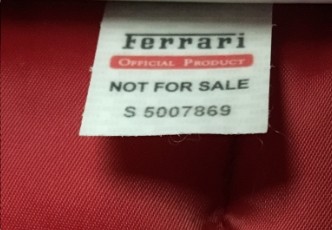 Ferrari
OFFICIAL PRODUCT
NOT FOR SALE
S 5007869